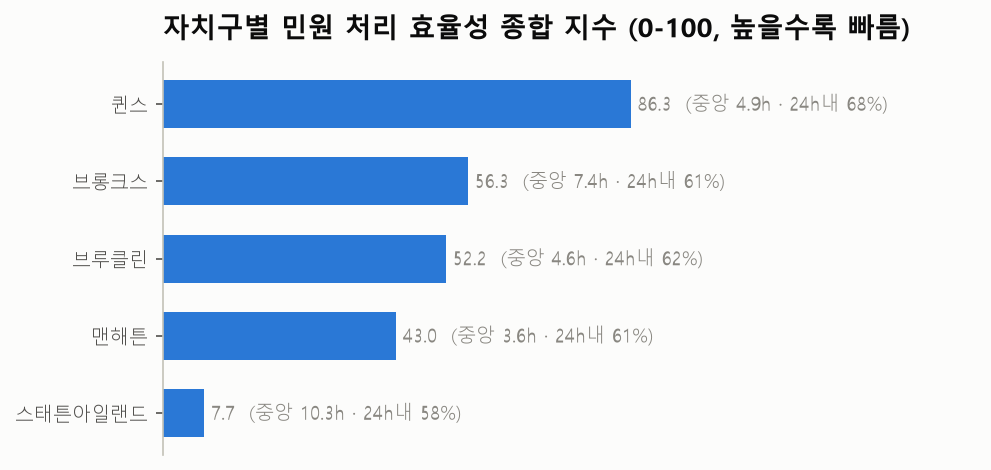 자치구별 민원 처리 효율성 종합 지수 (0-100, 높을수록 빠름)
퀸스 86.3 (중앙 4.9h · 24h내 68%)
브롱크스 56.3 (중앙 7.4h · 24h내 61%)
브루클린 52.2 (중앙 4.6h · 24h내 62%)
맨해튼 43.0 (중앙 3.6h · 24h내 61%)
스태튼아일랜드 7.7 (중앙 10.3h · 24h내 58%)